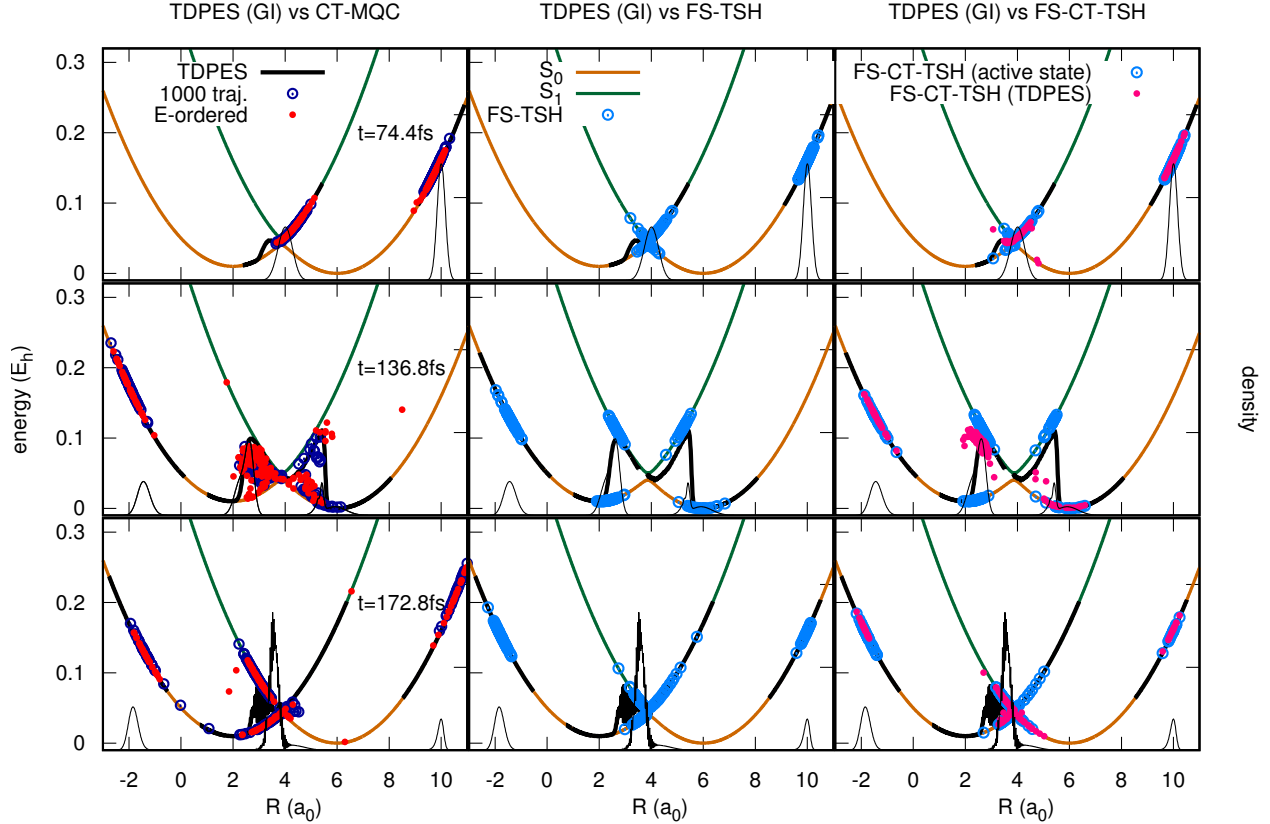 TDPES (GI) vs CT-MQC
TDPES (GI) vs FS-TSH
TDPES (GI) vs FS-CT-TSH
0.3
TDPES
1000 traj.
E-ordered
S0
S1
FS-TSH
FS-CT-TSH (active state)
FS-CT-TSH (TDPES)
0.2
t=74.4fs
0.1
0
0.3
0.2
t=136.8fs
0.1
0
energy (Eh)
density
0.3
0.2
t=172.8fs
0.1
0
-2 0 2 4 6 8 10
-2 0 2 4 6 8 10
-2 0 2 4 6 8 10
R (a0)
R (a0)
R (a0)